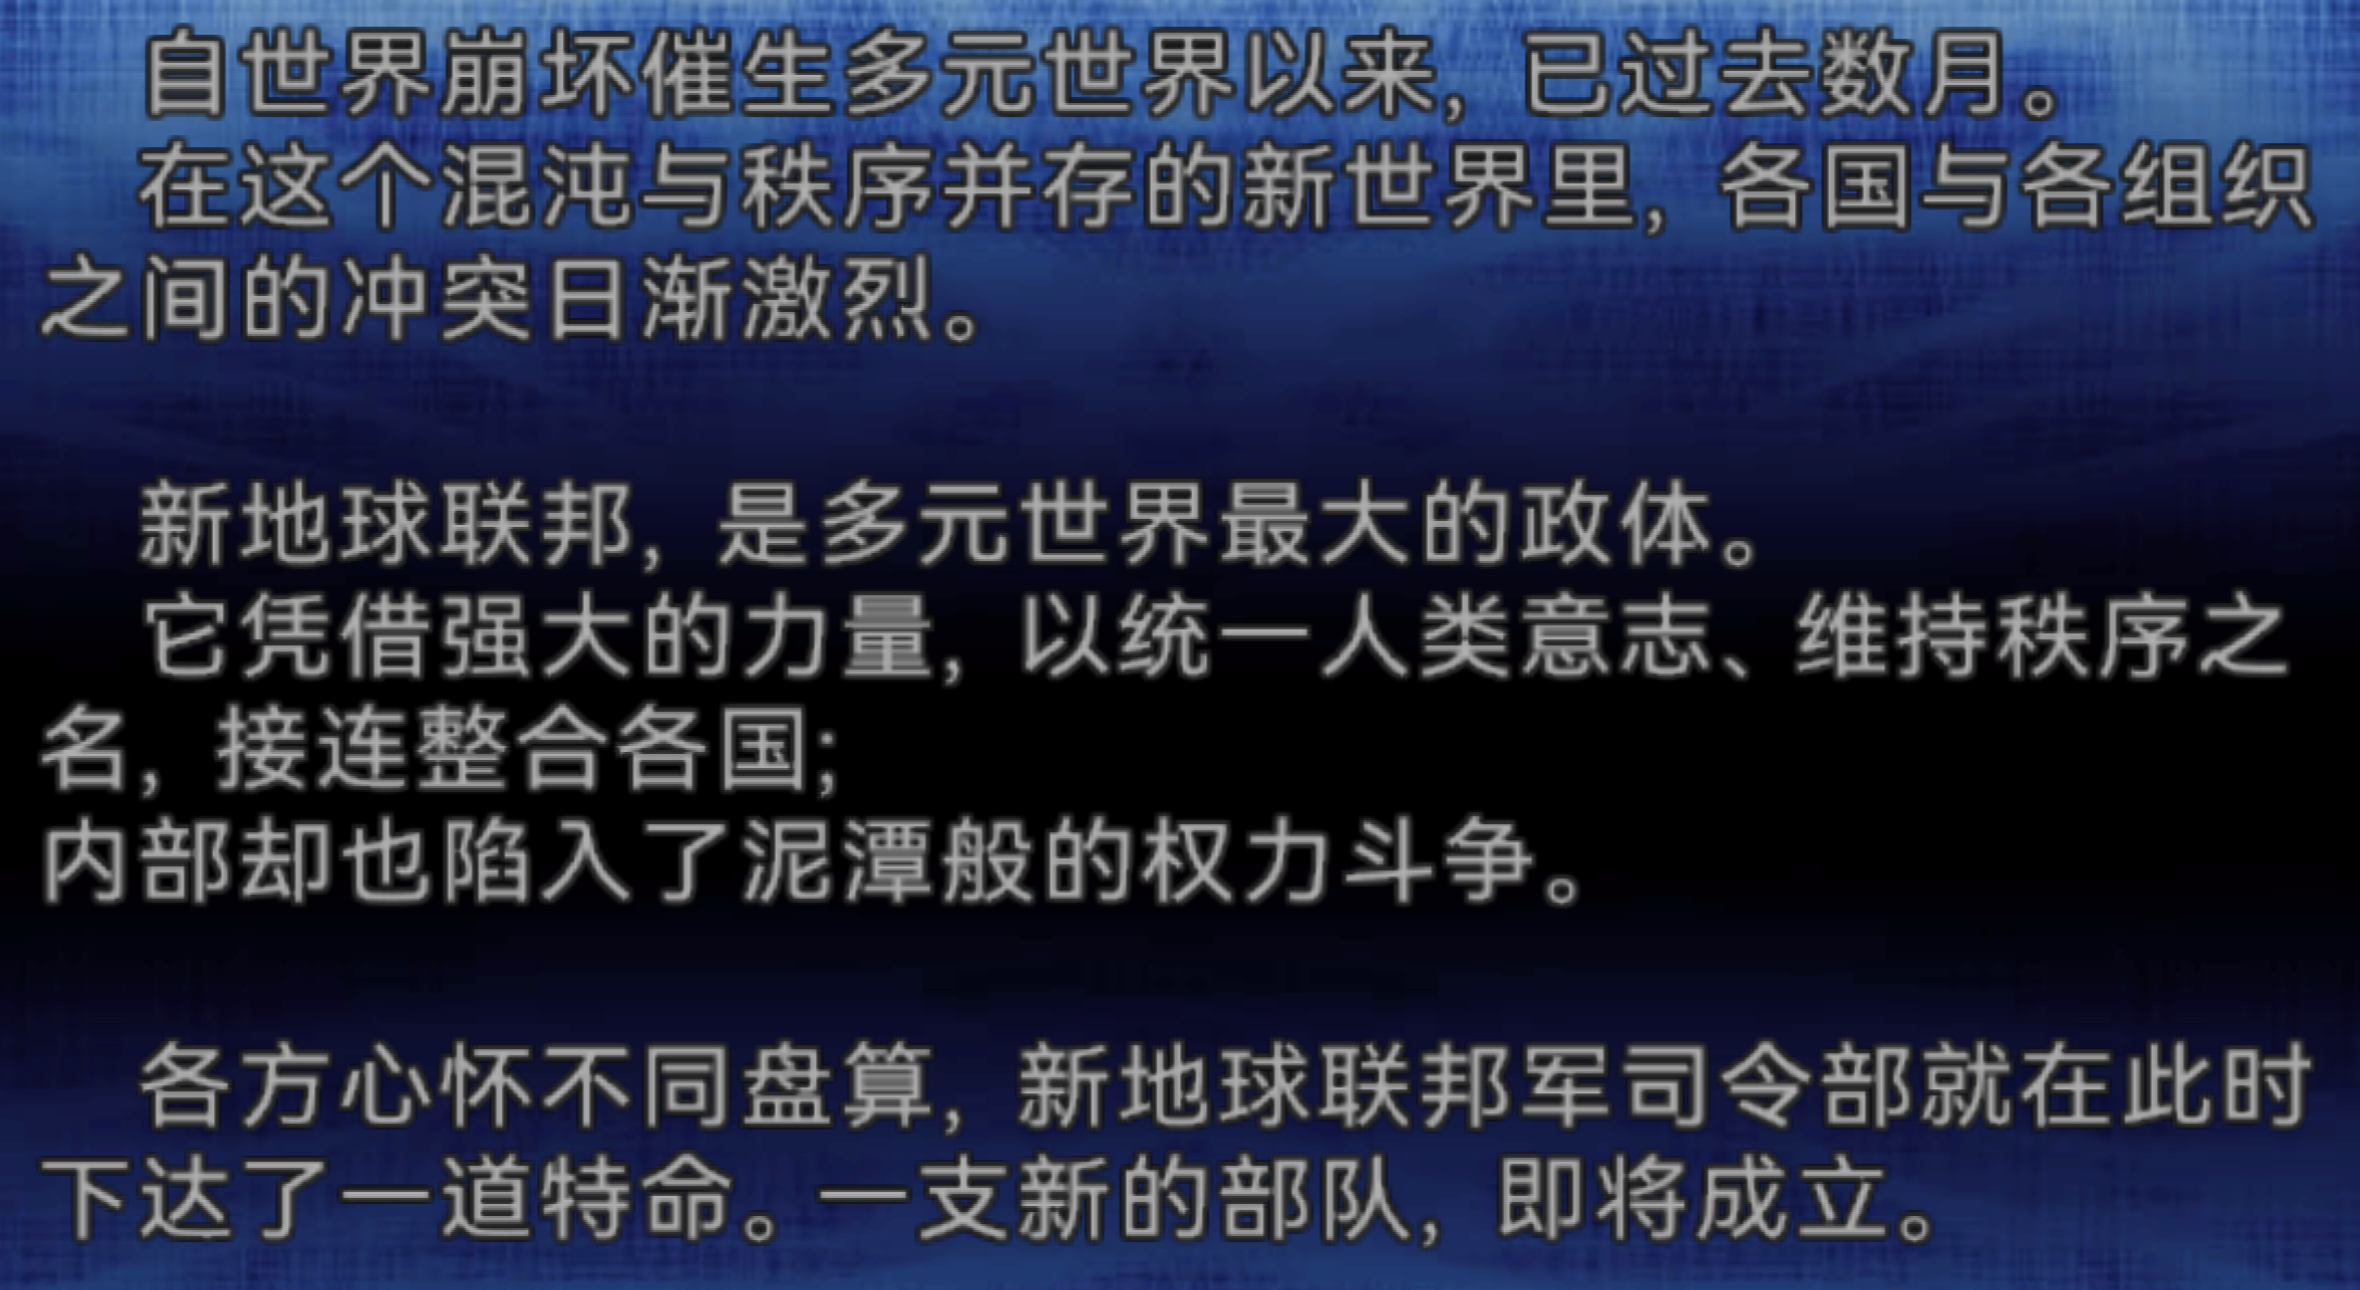 自世界崩坏催生多元世界以来，已过去数月。
在这个混沌与秩序并存的新世界里，各国与各组织
之间的冲突日渐激烈。
新地球联邦，是多元世界最大的政体。
它凭借强大的力量，以统一人类意志、维持秩序之
名，接连整合各国；
内部却也陷入了泥潭般的权力斗争。
各方心怀不同盘算，新地球联邦军司令部就在此时
下达了一道特命。一支新的部队，即将成立。